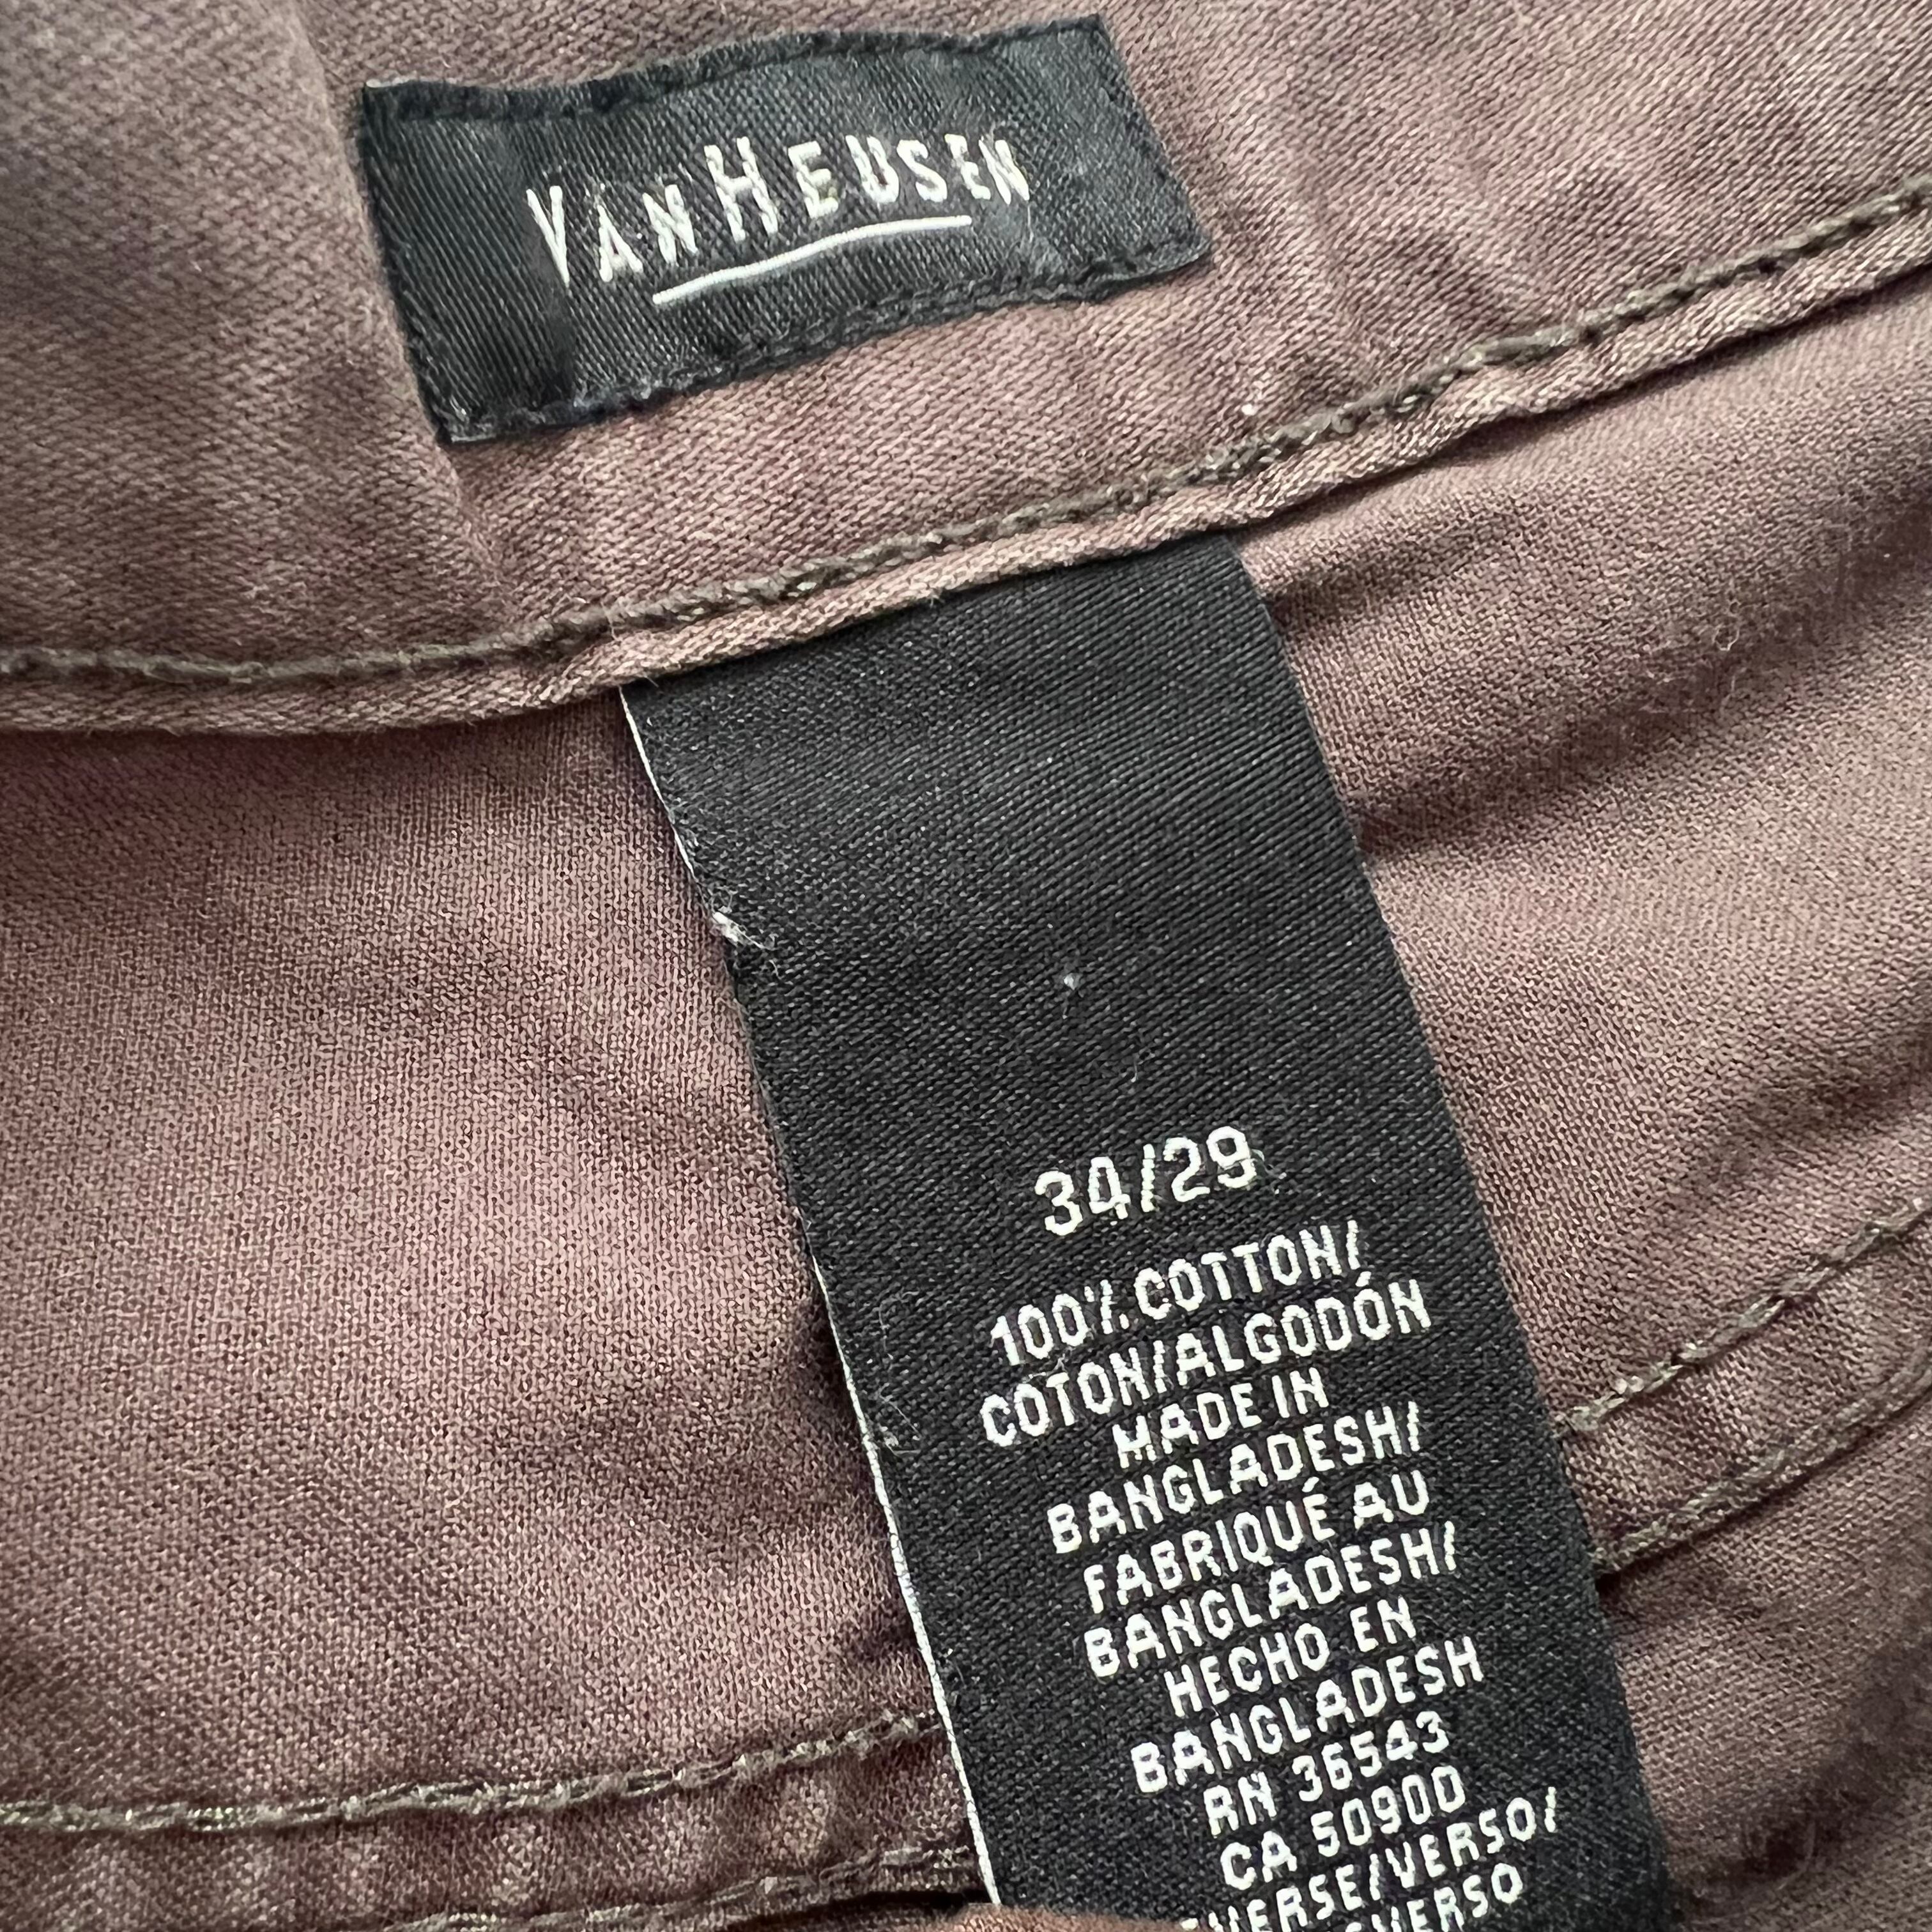 VANHEUSEN
34/29
100% COTTON/
COTON/ALGODÓN
MADE IN
BANGLADESH/
FABRIQUÉ AU
BANGLADESH/
HECHO EN
BANGLADESH
RN 36543
CA 50900
/VERSO/